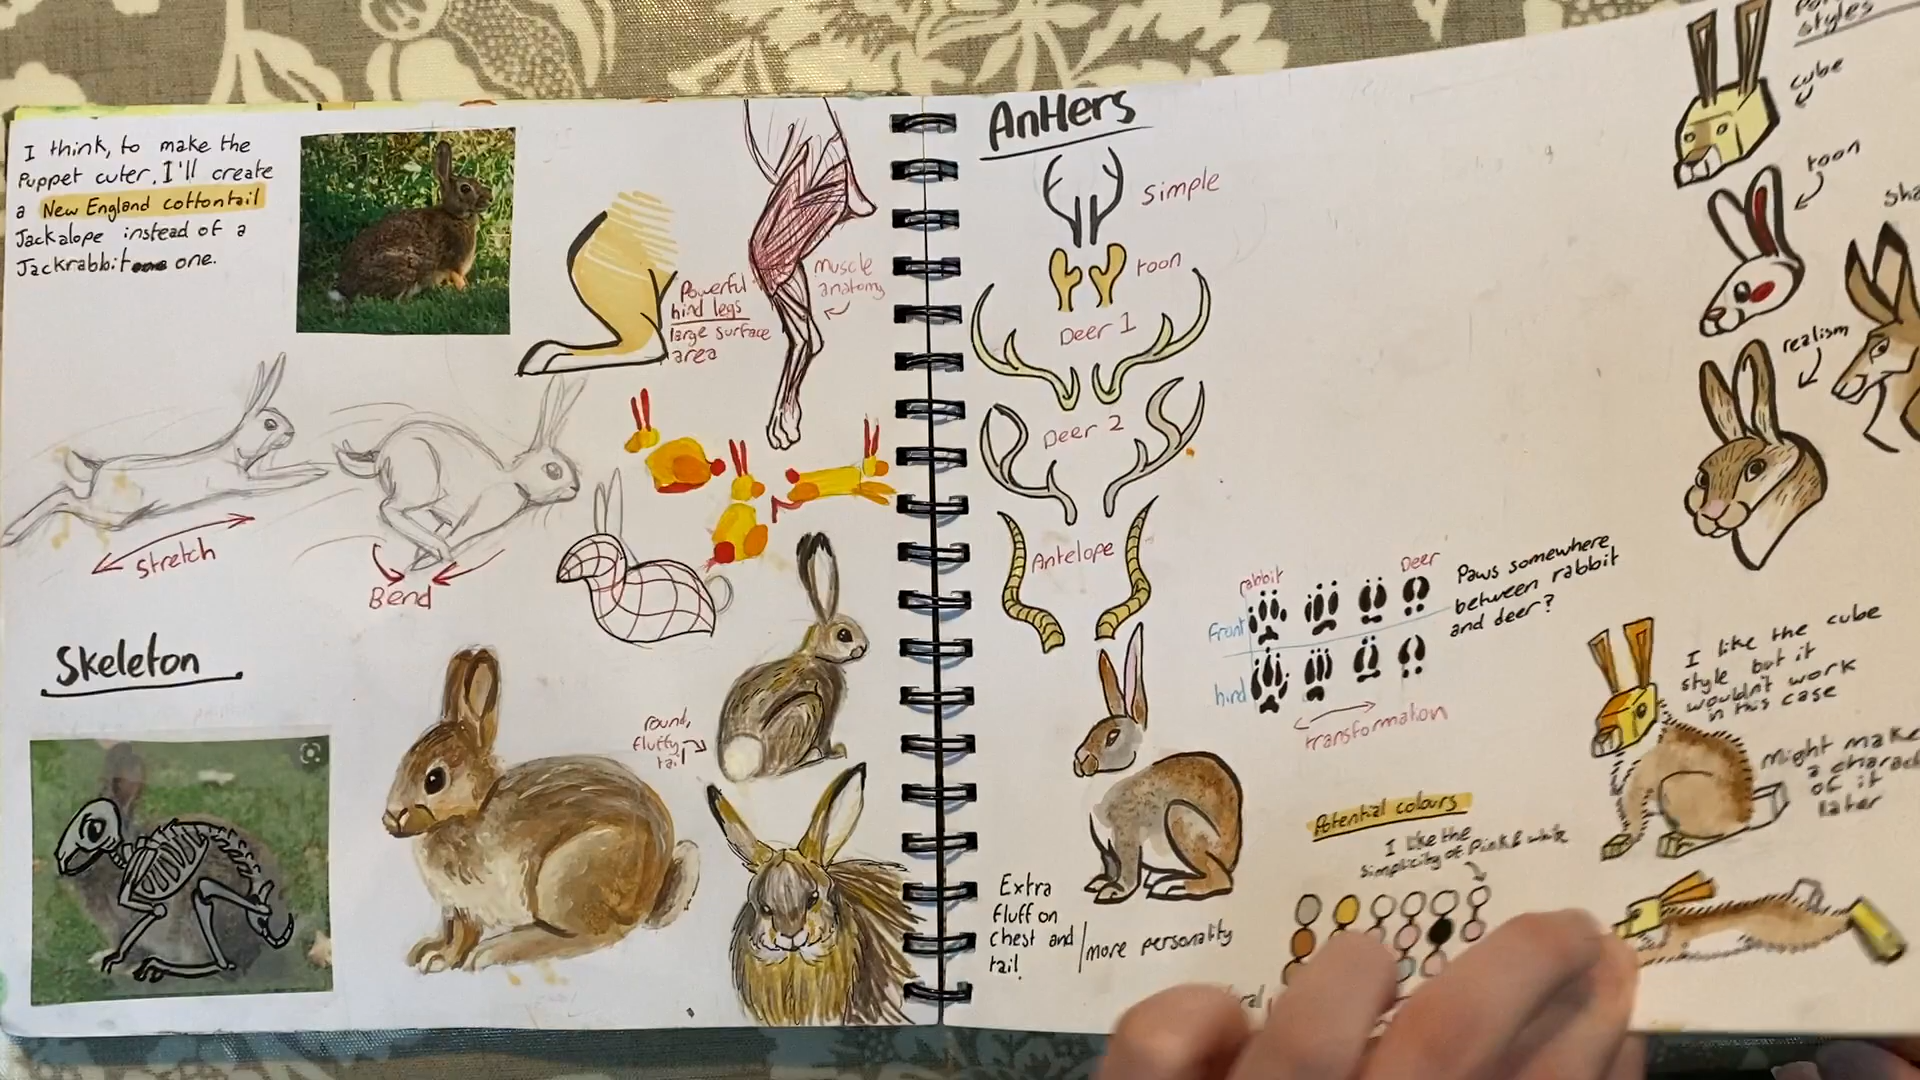 I think, to make the
Puppet cuter, I'll create
a New England cottontail
Jackalope instead of a
Jackrabbit one.
Powerful
hind legs
large surface
area
muscle
anatomy
Stretch
Bend
Skeleton
round,
fluffy
tail
Antlers
Simple
toon
Deer 1
Deer 2
Antelope
rabbit
Deer
front
hind
transformation
Paws somewhere
between rabbit
and deer?
Extra
fluff on
chest and
tail.
more personality
Potential colours
I like the
simplicity of Pink & white
styles
cube
toon
realism
I like the cube
style but it
wouldn't work
in this case
Might make
a
of it
later